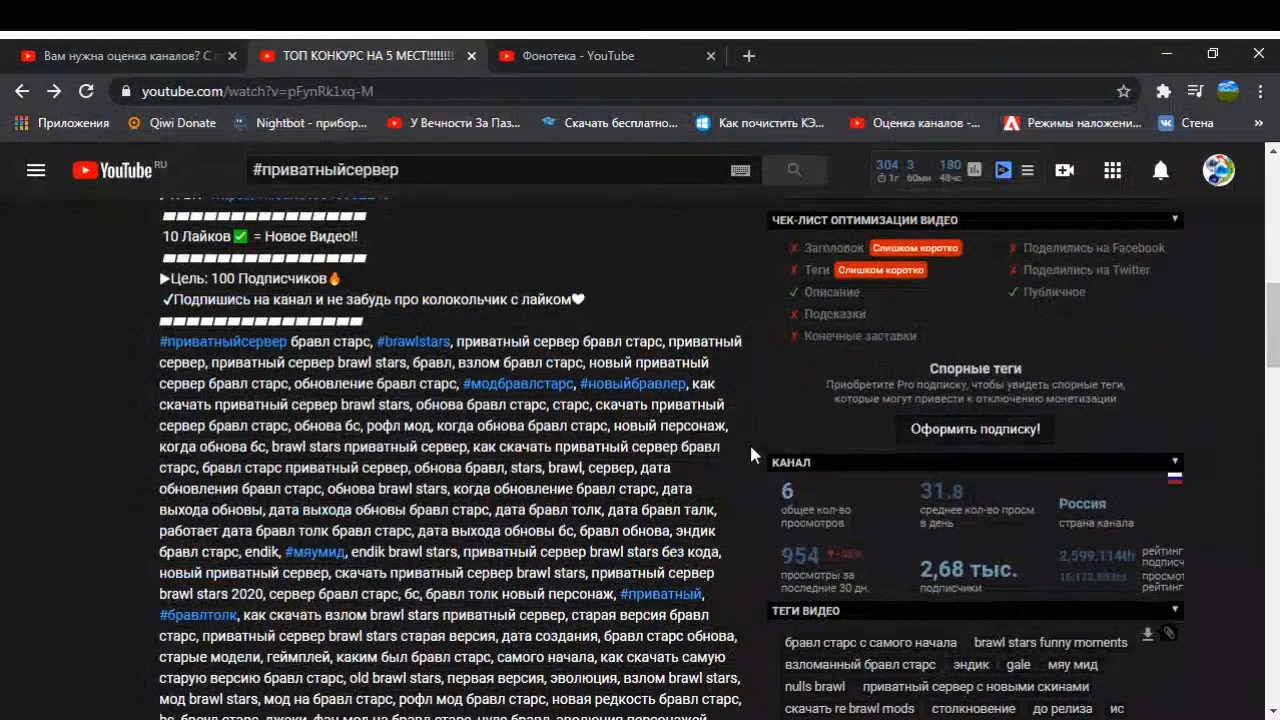 Вам нужна оценка каналов? С г
ТОП КОНКУРС НА 5 МЕСТ!!!!!!!!
Фонотека - YouTube
youtube.com/watch?v=pFynRk1xq-M
Приложения
Qiwi Donate
Nightbot - прибор...
У Вечности За Паз...
Скачать бесплатно...
Как почистить КЭ...
Оценка каналов -...
Режимы наложени...
Стена
»
YouTube RU
#приватныйсервер
304 3 180
1г 60мн 48чс
10 Лайков✅ = Новое Видео!!
▶Цель: 100 Подписчиков🔥
✓Подпишись на канал и не забудь про колокольчик с лайком🖤
#приватныйсервер бравл старс, #brawlstars, приватный сервер бравл старс, приватный
сервер, приватный сервер brawl stars, бравл, взлом бравл старс, новый приватный
сервер бравл старс, обновление бравл старс, #модбравлстарс, #новыйбравлер, как
скачать приватный сервер brawl stars, обнова бравл старс, старс, скачать приватный
сервер бравл старс, обнова бс, рофл мод, когда обнова бравл старс, новый персонаж,
когда обнова бс, brawl stars приватный сервер, как скачать приватный сервер бравл
старс, бравл старс приватный сервер, обнова бравл, stars, brawl, сервер, дата
обновления бравл старс, обнова brawl stars, когда обновление бравл старс, дата
выхода обновы, дата выхода обновы бравл старс, дата бравл толк, дата бравл талк,
работает дата бравл толк бравл старс, дата выхода обновы бс, бравл обнова, эндик
бравл старс, endik, #мяумид, endik brawl stars, приватный сервер brawl stars без кода,
новый приватный сервер, скачать приватный сервер brawl stars, приватный сервер
brawl stars 2020, сервер бравл старс, бс, бравл толк новый персонаж, #приватный,
#бравлтолк, как скачать взлом brawl stars приватный сервер, старая версия бравл
старс, приватный сервер brawl stars старая версия, дата создания, бравл старс обнова,
старые модели, геймплей, каким был бравл старс, самого начала, как скачать самую
старую версию бравл старс, old brawl stars, первая версия, эволюция, взлом brawl stars,
мод brawl stars, мод на бравл старс, рофл мод бравл старс, новая редкость бравл старс,
ЧЕК-ЛИСТ ОПТИМИЗАЦИИ ВИДЕО
Заголовок Слишком коротко
Поделились на Facebook
Теги Слишком коротко
Поделились на Twitter
Описание
Публичное
Подсказки
Конечные заставки
Спорные теги
Приобретите Pro подписку, чтобы увидеть спорные теги,
которые могут привести к отключению монетизации
Оформить подписку!
КАНАЛ
6
общее кол-во
просмотров
31.8
среднее кол-во просм.
в день
Россия
страна канала
954
просмотры за
последние 30 дн.
2,68 тыс.
подписчики
2,599,114th
рейтинг
подписч
просмот
рейтинг
ТЕГИ ВИДЕО
бравл старс с самого начала brawl stars funny moments
взломанный бравл старс эндик gale мяу мид
nulls brawl приватный сервер с новыми скинами
скачать re brawl mods столкновение до релиза ис